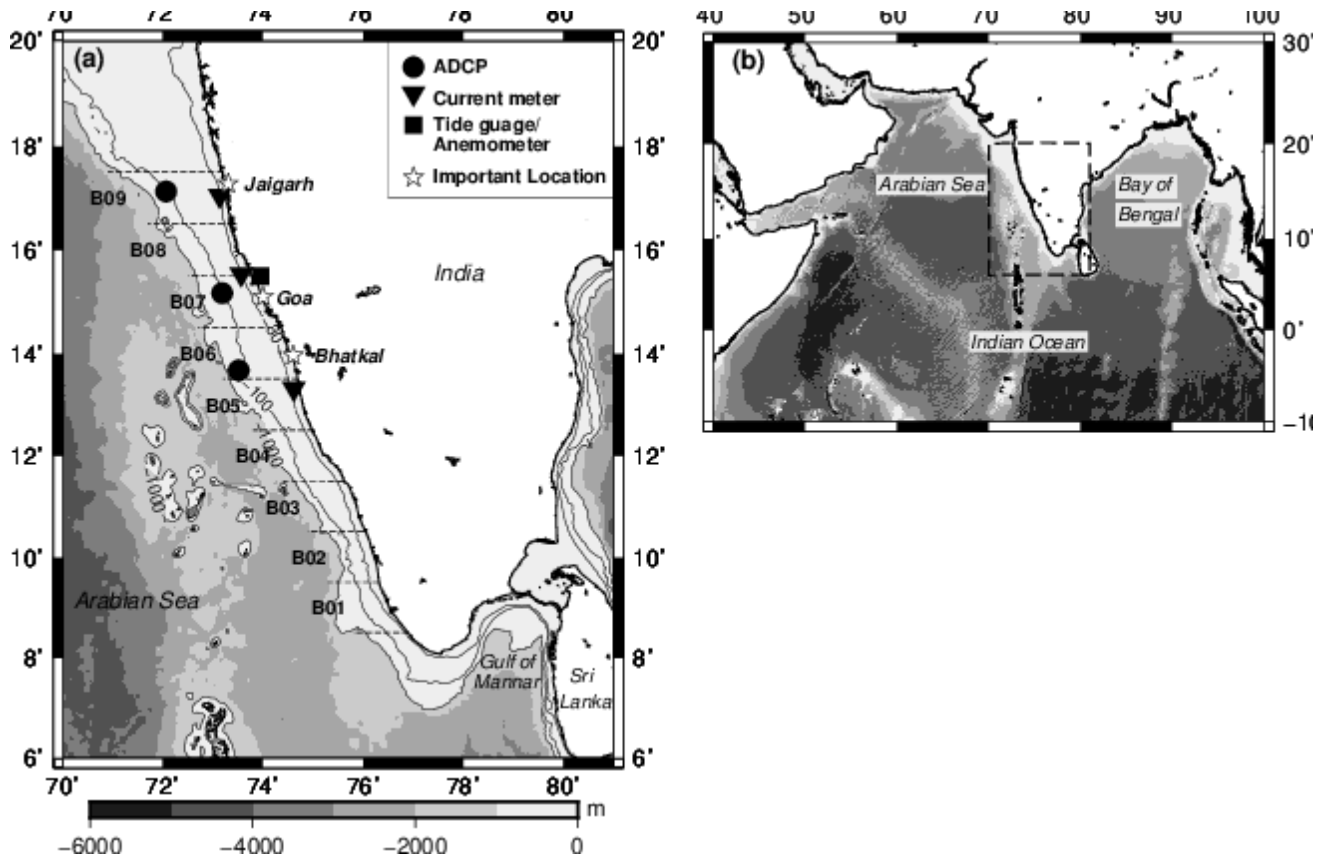 70 72' 74' 76' 78' 80'
40 50' 60' 70' 80' 90' 100'
20'
18'
16'
14'
12'
10'
8'
6'
(a)
ADCP
Current meter
Tide guage/
Anemometer
Important Location
Jaigarh
B09
B08
India
B07
Goa
B06
Bhatkal
100
B05
1000
B04
1000
B03
B02
Arabian Sea
B01
Gulf of
Mannar
Sri
Lanka
20'
18'
16'
14'
12'
10'
8'
6'
70' 72' 74' 76' 78' 80'
m
−6000 −4000 −2000 0
(b)
30'
20'
10'
0'
−10
Arabian Sea
Bay of
Bengal
Indian Ocean